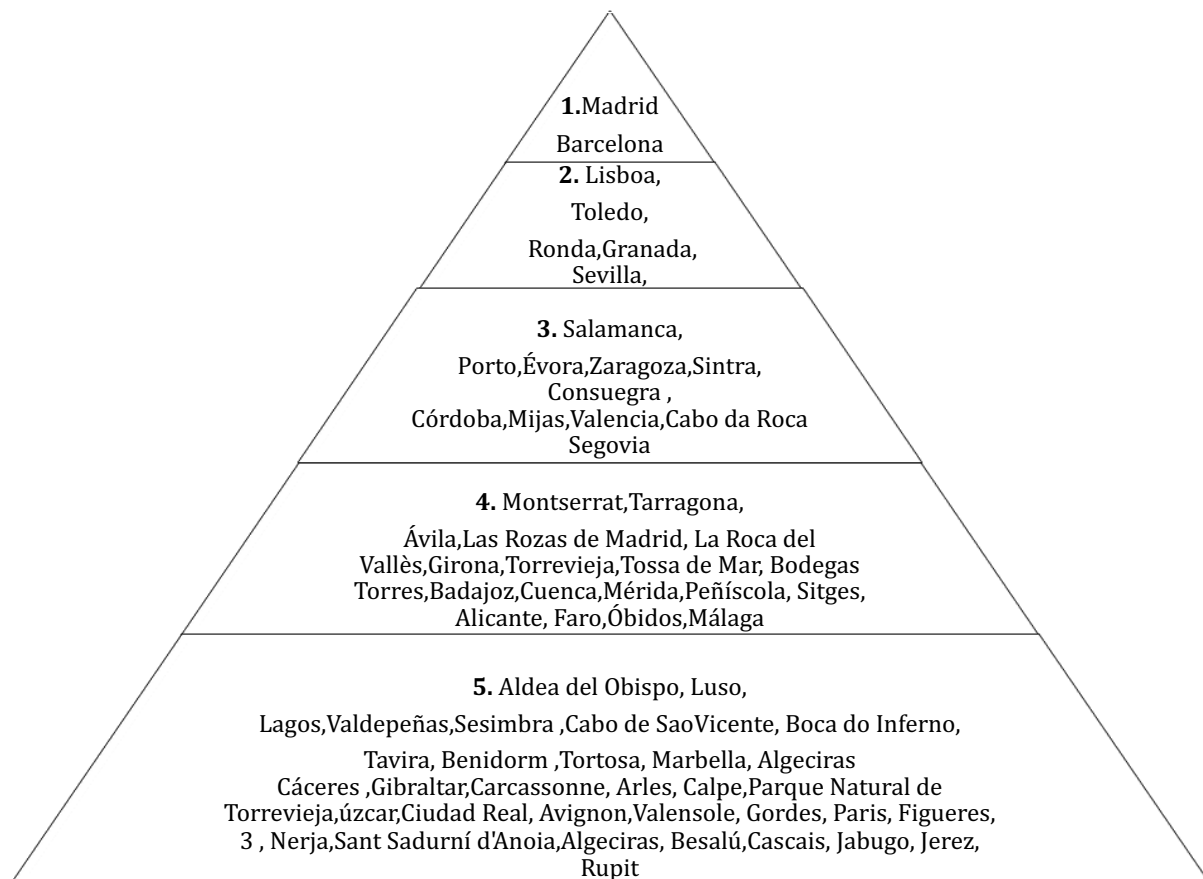 1.Madrid
Barcelona
2. Lisboa,
Toledo,
Ronda,Granada,
Sevilla,
3. Salamanca,
Porto,Évora,Zaragoza,Sintra,
Consuegra ,
Córdoba,Mijas,Valencia,Cabo da Roca
Segovia
4. Montserrat,Tarragona,
Ávila,Las Rozas de Madrid, La Roca del
Vallès,Girona,Torrevieja,Tossa de Mar, Bodegas
Torres,Badajoz,Cuenca,Mérida,Peñíscola, Sitges,
Alicante, Faro,Óbidos,Málaga
5. Aldea del Obispo, Luso,
Lagos,Valdepeñas,Sesimbra ,Cabo de SaoVicente, Boca do Inferno,
Tavira, Benidorm ,Tortosa, Marbella, Algeciras
Cáceres ,Gibraltar,Carcassonne, Arles, Calpe,Parque Natural de
Torrevieja,úzcar,Ciudad Real, Avignon,Valensole, Gordes, Paris, Figueres,
3 , Nerja,Sant Sadurní d'Anoia,Algeciras, Besalú,Cascais, Jabugo, Jerez,
Rupit